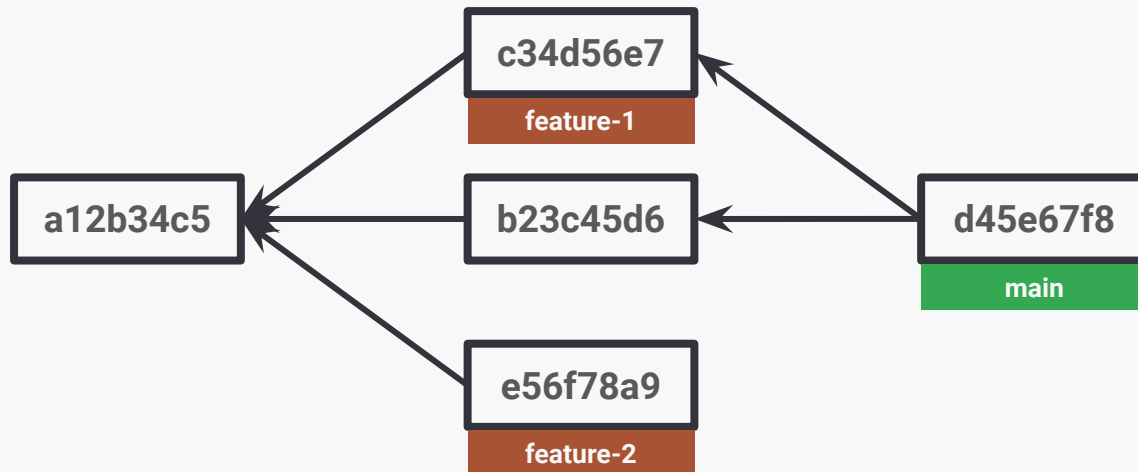 c34d56e7
feature-1
a12b34c5
b23c45d6
d45e67f8
main
e56f78a9
feature-2